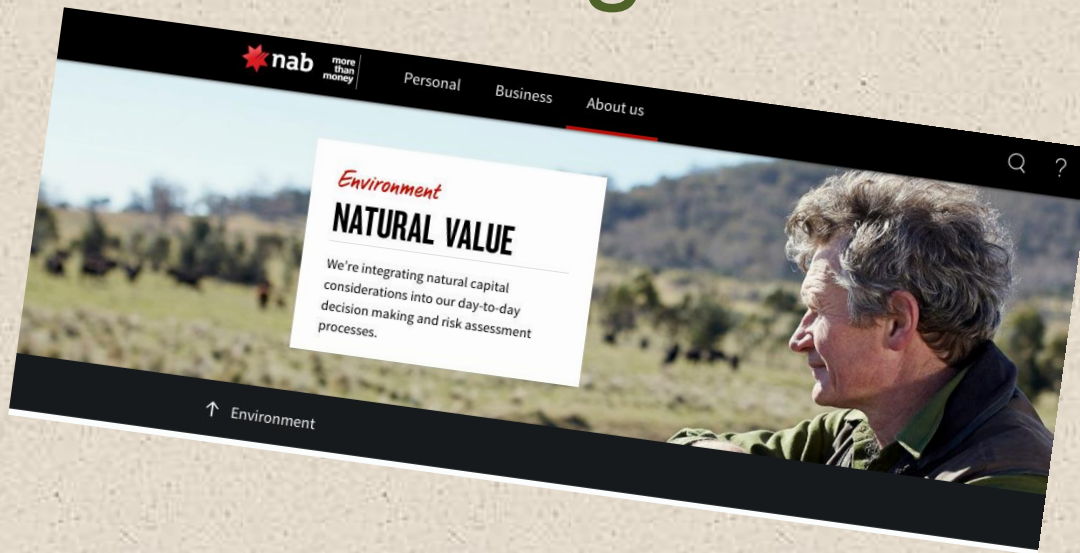 g
nab
more
than
money
Personal
Business
About us
?
Environment
NATURAL VALUE
We're integrating natural capital
considerations into our day-to-day
decision making and risk assessment
processes.
↑ Environment